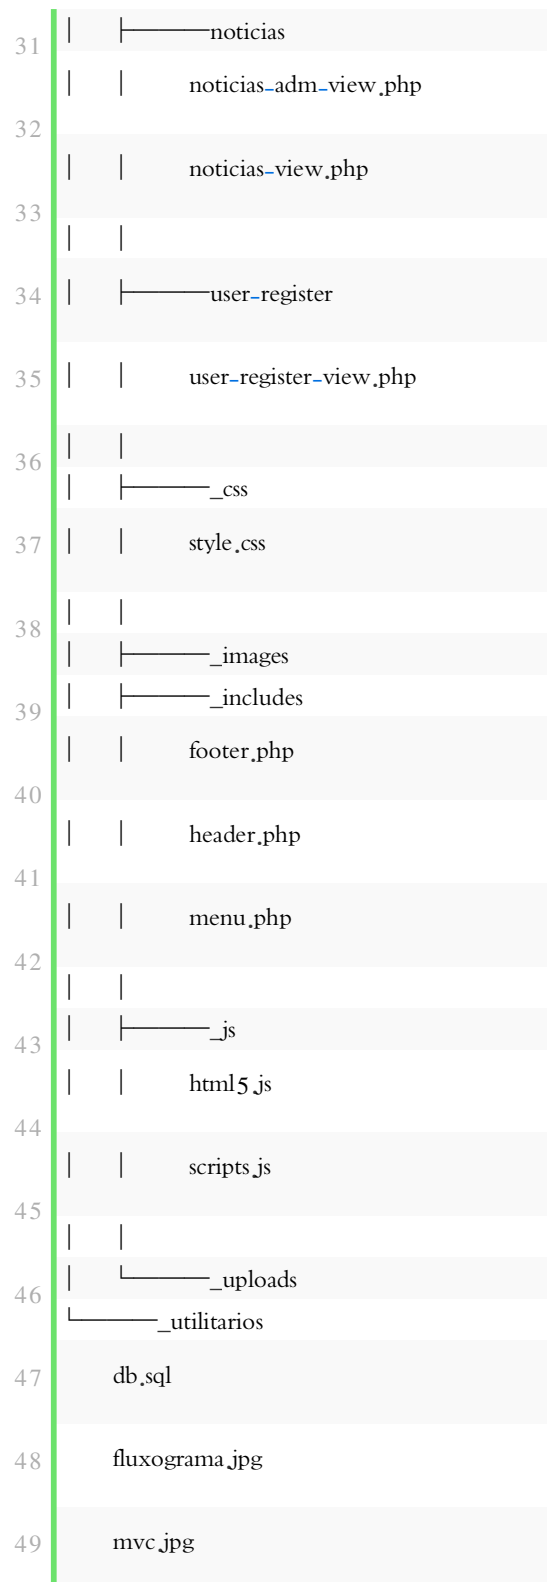 31 │ ├───noticias
│ │ noticias-adm-view.php
32
│ │ noticias-view.php
33
│ │
34 │ ├───user-register
35 │ │ user-register-view.php
│ │
36
│ ├───_css
37 │ │ style.css
│ │
38
│ ├───_images
│ ├───_includes
39
│ │ footer.php
40
│ │ header.php
41
│ │ menu.php
42
│ │
│ ├───_js
43
│ │ html5.js
44
│ │ scripts.js
45
│ │
│ └───_uploads
46
└───_utilitarios
47 db.sql
48 fluxograma.jpg
49 mvc.jpg